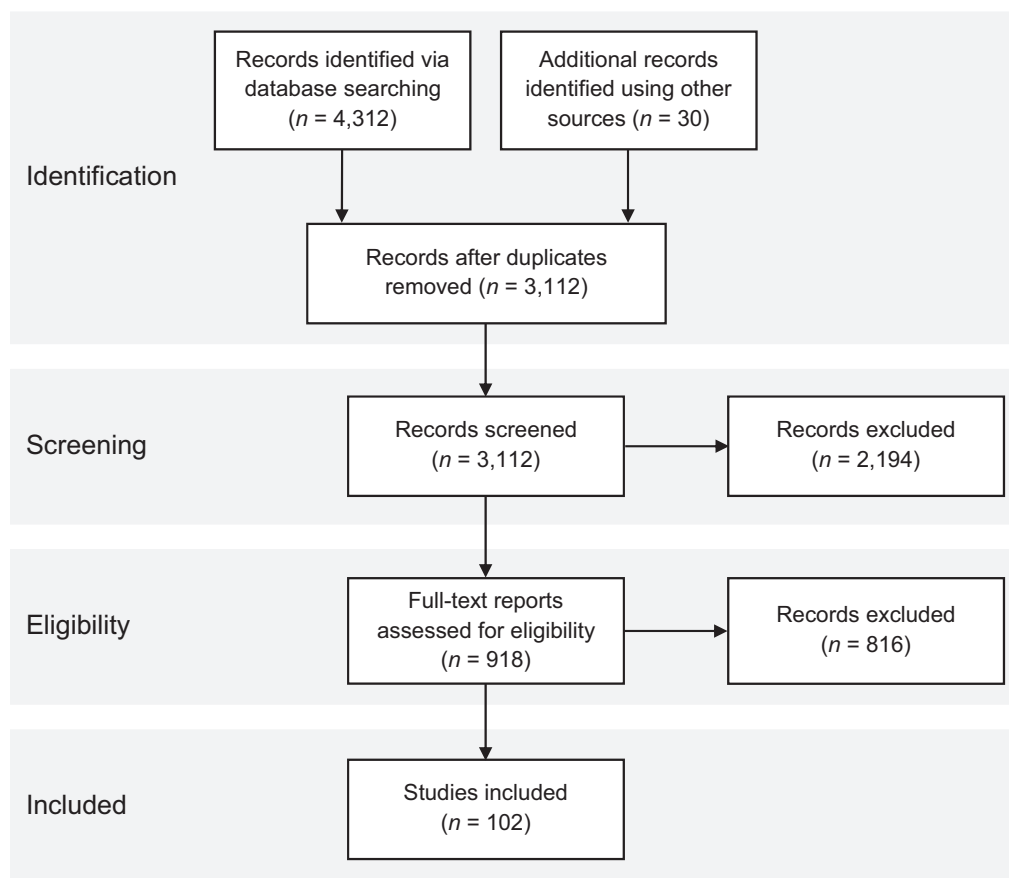 Identification
Records identified via
database searching
(n = 4,312)
Additional records
identified using other
sources (n = 30)
Records after duplicates
removed (n = 3,112)
Screening
Records screened
(n = 3,112)
Records excluded
(n = 2,194)
Eligibility
Full-text reports
assessed for eligibility
(n = 918)
Records excluded
(n = 816)
Included
Studies included
(n = 102)